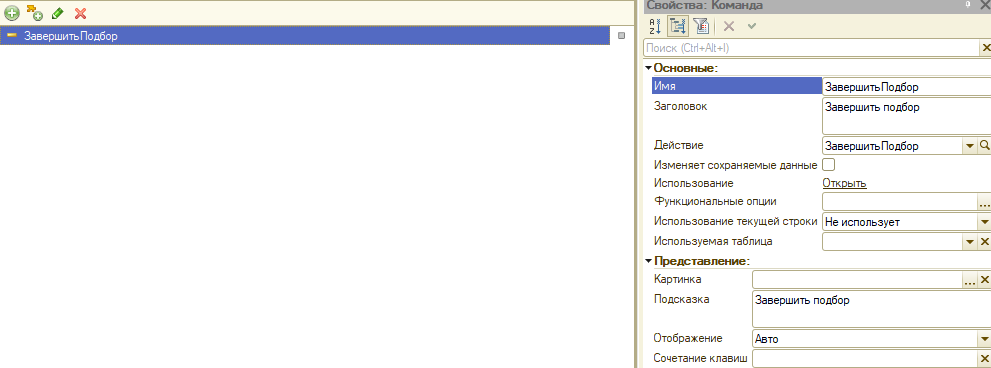 ЗавершитьПодбор
Свойства: Команда
Поиск (Ctrl+Alt+I)
Основные:
Имя ЗавершитьПодбор
Заголовок Завершить подбор
Действие ЗавершитьПодбор
Изменяет сохраняемые данные
Использование Открыть
Функциональные опции
Использование текущей строки Не использует
Используемая таблица
Представление:
Картинка
Подсказка Завершить подбор
Отображение Авто
Сочетание клавиш